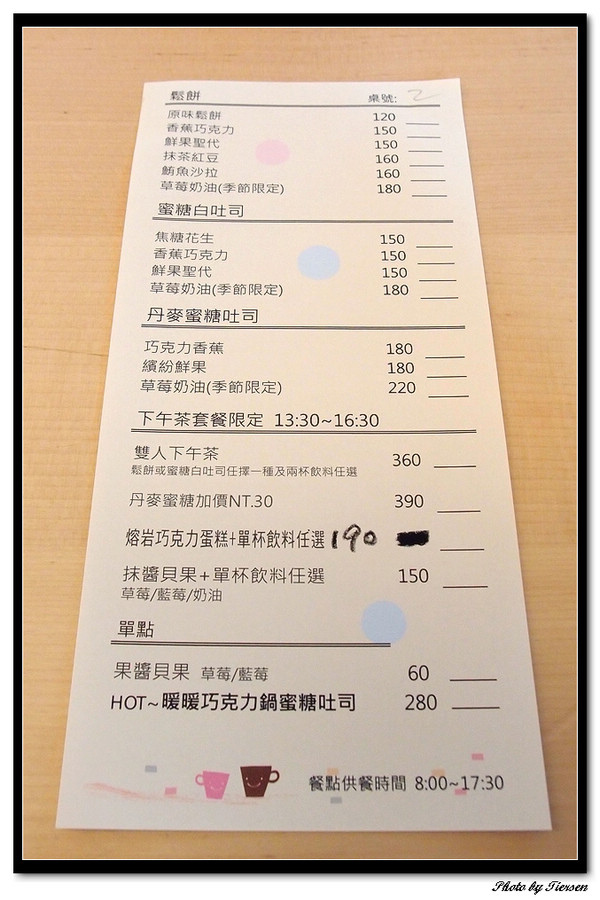 鬆餅 桌號: 2
原味鬆餅 120
香蕉巧克力 150
鮮果聖代 150
抹茶紅豆 160
鮪魚沙拉 160
草莓奶油(季節限定) 180
蜜糖白吐司
焦糖花生 150
香蕉巧克力 150
鮮果聖代 150
草莓奶油(季節限定) 180
丹麥蜜糖吐司
巧克力香蕉 180
繽紛鮮果 180
草莓奶油(季節限定) 220
下午茶套餐限定 13:30~16:30
雙人下午茶 360
鬆餅或蜜糖白吐司任擇一種及兩杯飲料任選
丹麥蜜糖加價NT.30 390
熔岩巧克力蛋糕+單杯飲料任選 190
抹醬貝果+單杯飲料任選 150
草莓/藍莓/奶油
單點
果醬貝果 草莓/藍莓 60
HOT~暖暖巧克力鍋蜜糖吐司 280
餐點供餐時間 8:00~17:30
Photo by Tiersen